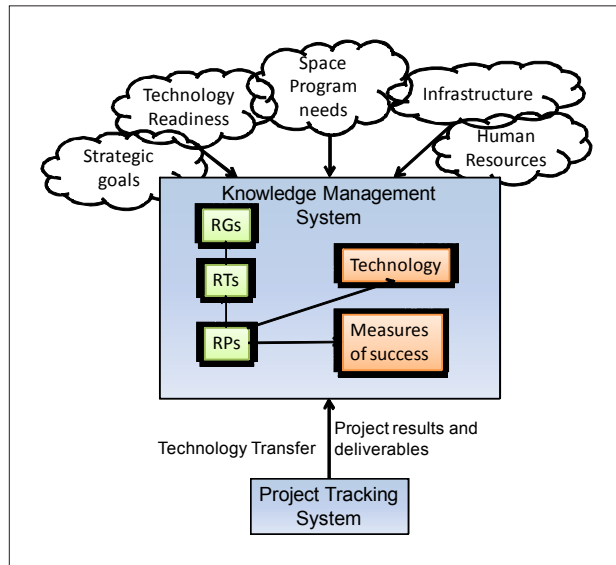 Space
Program
needs
Technology
Readiness
Infrastructure
Strategic
goals
Human
Resources
Knowledge Management
System
RGs
RTs
RPs
Technology
Measures
of success
Technology Transfer
Project results and
deliverables
Project Tracking
System